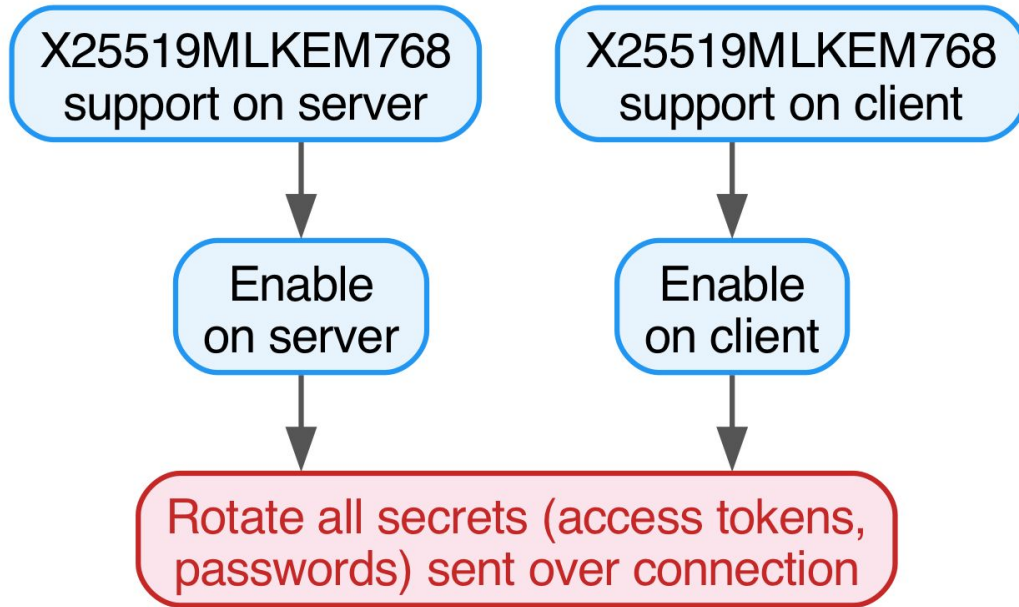 X25519MLKEM768
support on server
X25519MLKEM768
support on client
Enable
on server
Enable
on client
Rotate all secrets (access tokens,
passwords) sent over connection